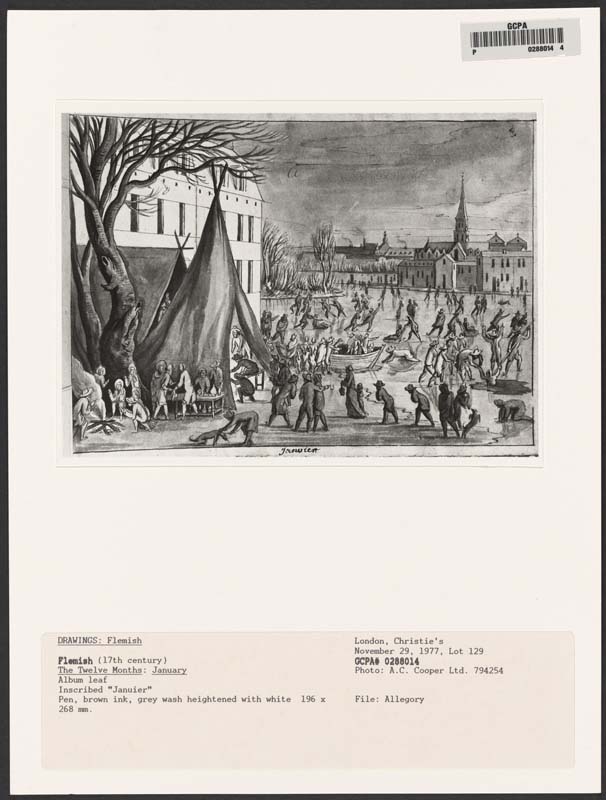 GCPA
P 0288014 4
Januier
DRAWINGS: Flemish
Flemish (17th century)
The Twelve Months: January
Album leaf
Inscribed "Januier"
Pen, brown ink, grey wash heightened with white 196 x
268 mm.
London, Christie's
November 29, 1977, Lot 129
GCPA# 0288014
Photo: A.C. Cooper Ltd. 794254
File: Allegory